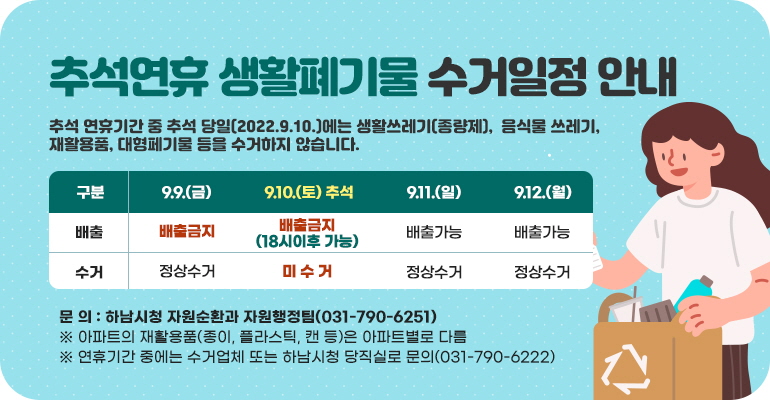 추석연휴 생활폐기물 수거일정 안내
추석 연휴기간 중 추석 당일(2022.9.10.)에는 생활쓰레기(종량제), 음식물 쓰레기,
재활용품, 대형폐기물 등을 수거하지 않습니다.
구분 9.9.(금) 9.10.(토) 추석 9.11.(일) 9.12.(월)
배출 배출금지 배출금지 (18시이후 가능) 배출가능 배출가능
수거 정상수거 미 수 거 정상수거 정상수거
문 의 : 하남시청 자원순환과 자원행정팀(031-790-6251)
※ 아파트의 재활용품(종이, 플라스틱, 캔 등)은 아파트별로 다름
※ 연휴기간 중에는 수거업체 또는 하남시청 당직실로 문의(031-790-6222)